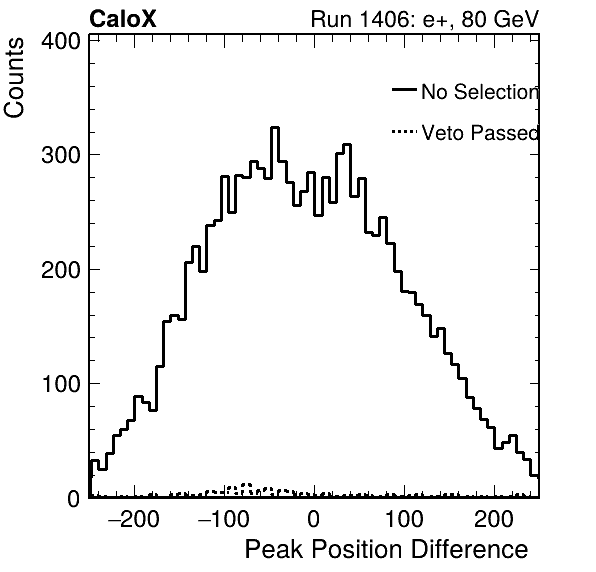 CaloX Run 1406: e+, 80 GeV
Counts
400
No Selection
Veto Passed
300
200
100
0
−200 −100 0 100 200
Peak Position Difference